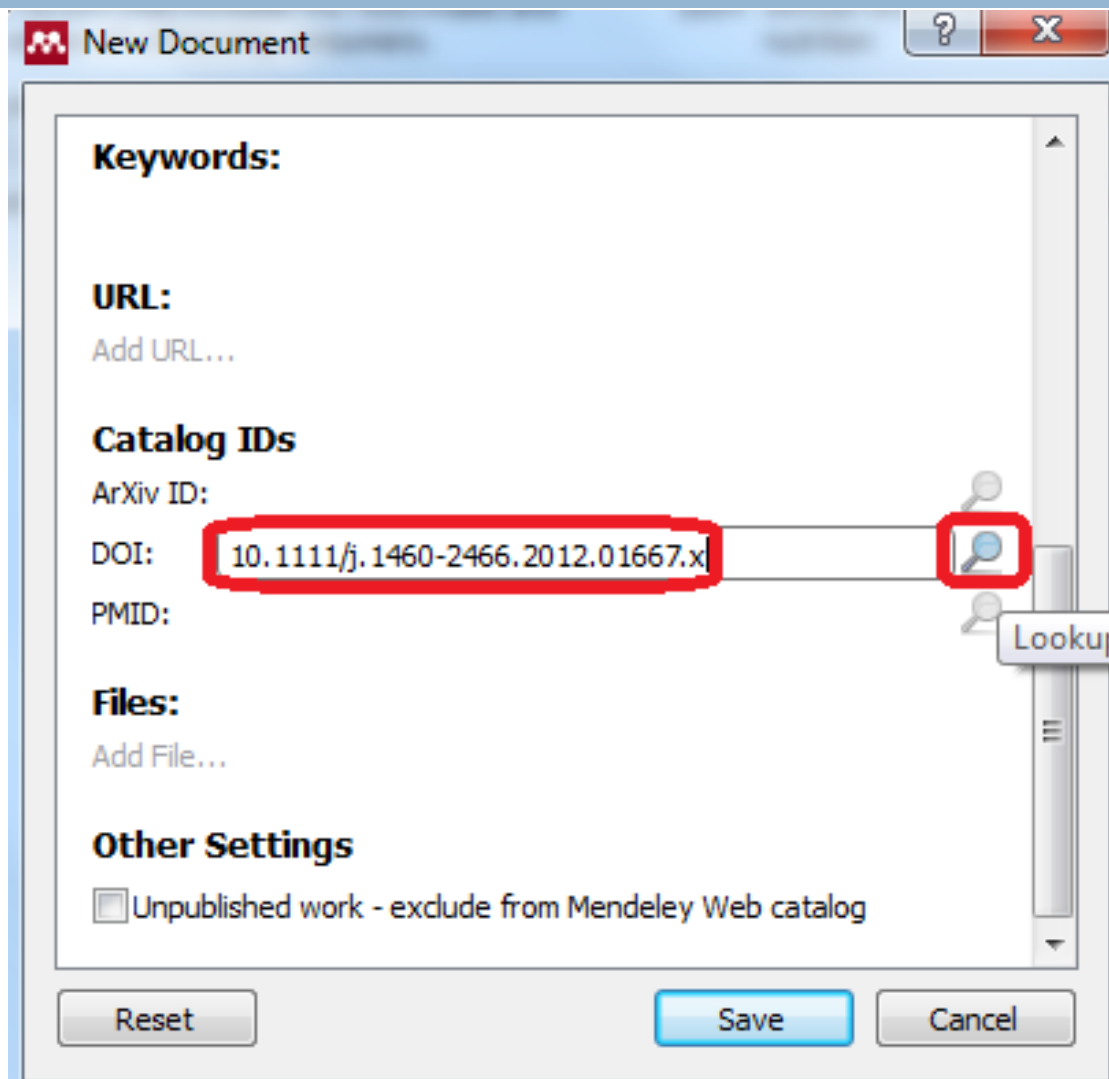 New Document
?
Keywords:
URL:
Add URL...
Catalog IDs
ArXiv ID:
DOI: 10.1111/j.1460-2466.2012.01667.x
PMID:
Lookup
Files:
Add File...
Other Settings
Unpublished work - exclude from Mendeley Web catalog
Reset Save Cancel